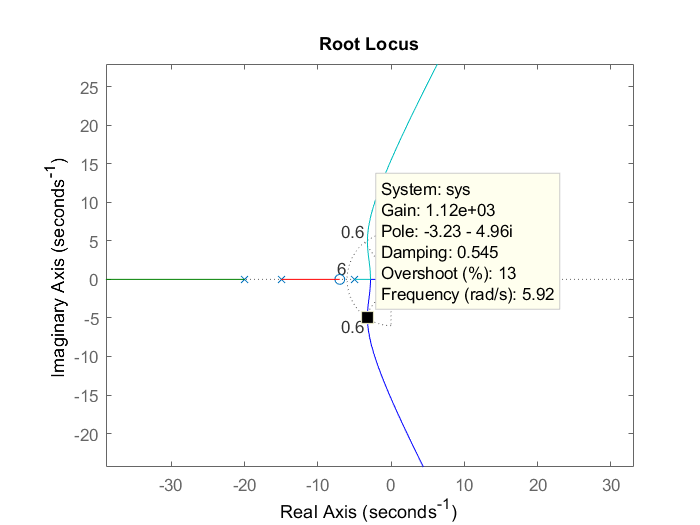 Root Locus
Imaginary Axis (seconds-1)
25
20
15
10
5
0
-5
-10
-15
-20
0.6
6
0.6
System: sys
Gain: 1.12e+03
Pole: -3.23 - 4.96i
Damping: 0.545
Overshoot (%): 13
Frequency (rad/s): 5.92
-30
-20
-10
0
10
20
30
Real Axis (seconds-1)